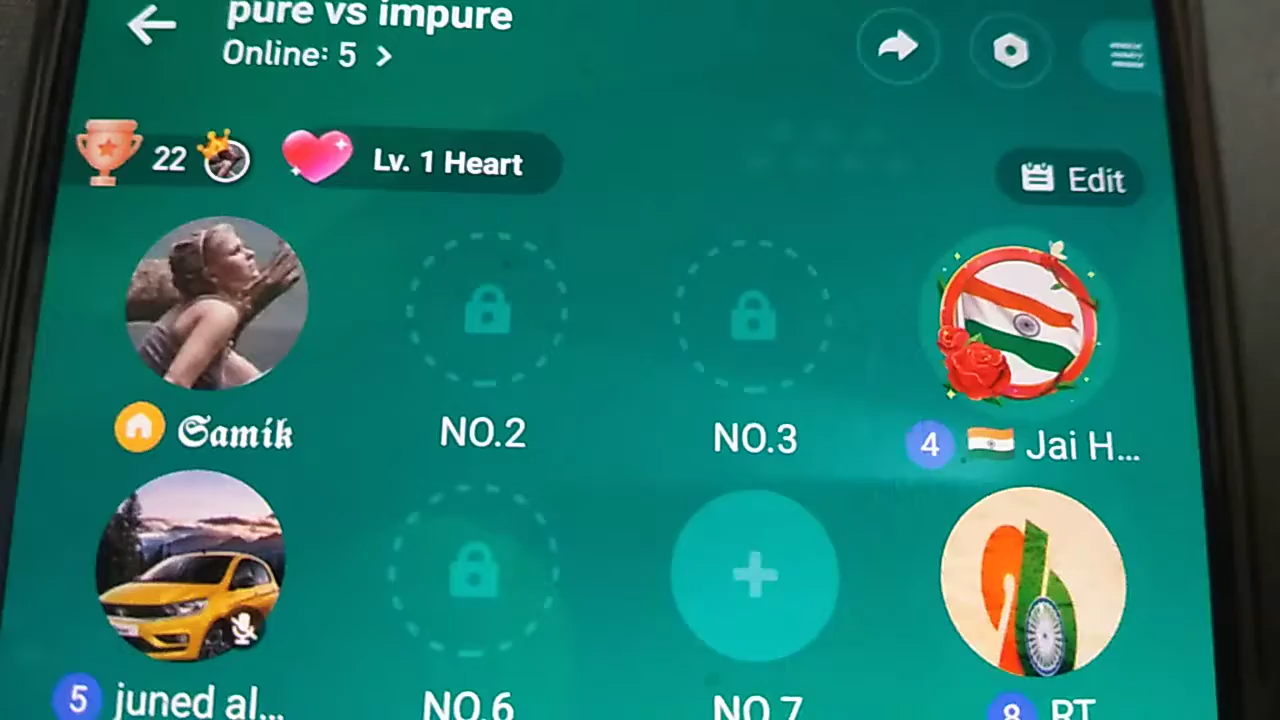 pure vs impure
Online: 5 >
22
Lv. 1 Heart
Edit
𝕾𝖆𝖒𝖎𝖐
NO.2
NO.3
4 🇮🇳 Jai H...
5 juned al...
NO.6
NO.7
8 RT